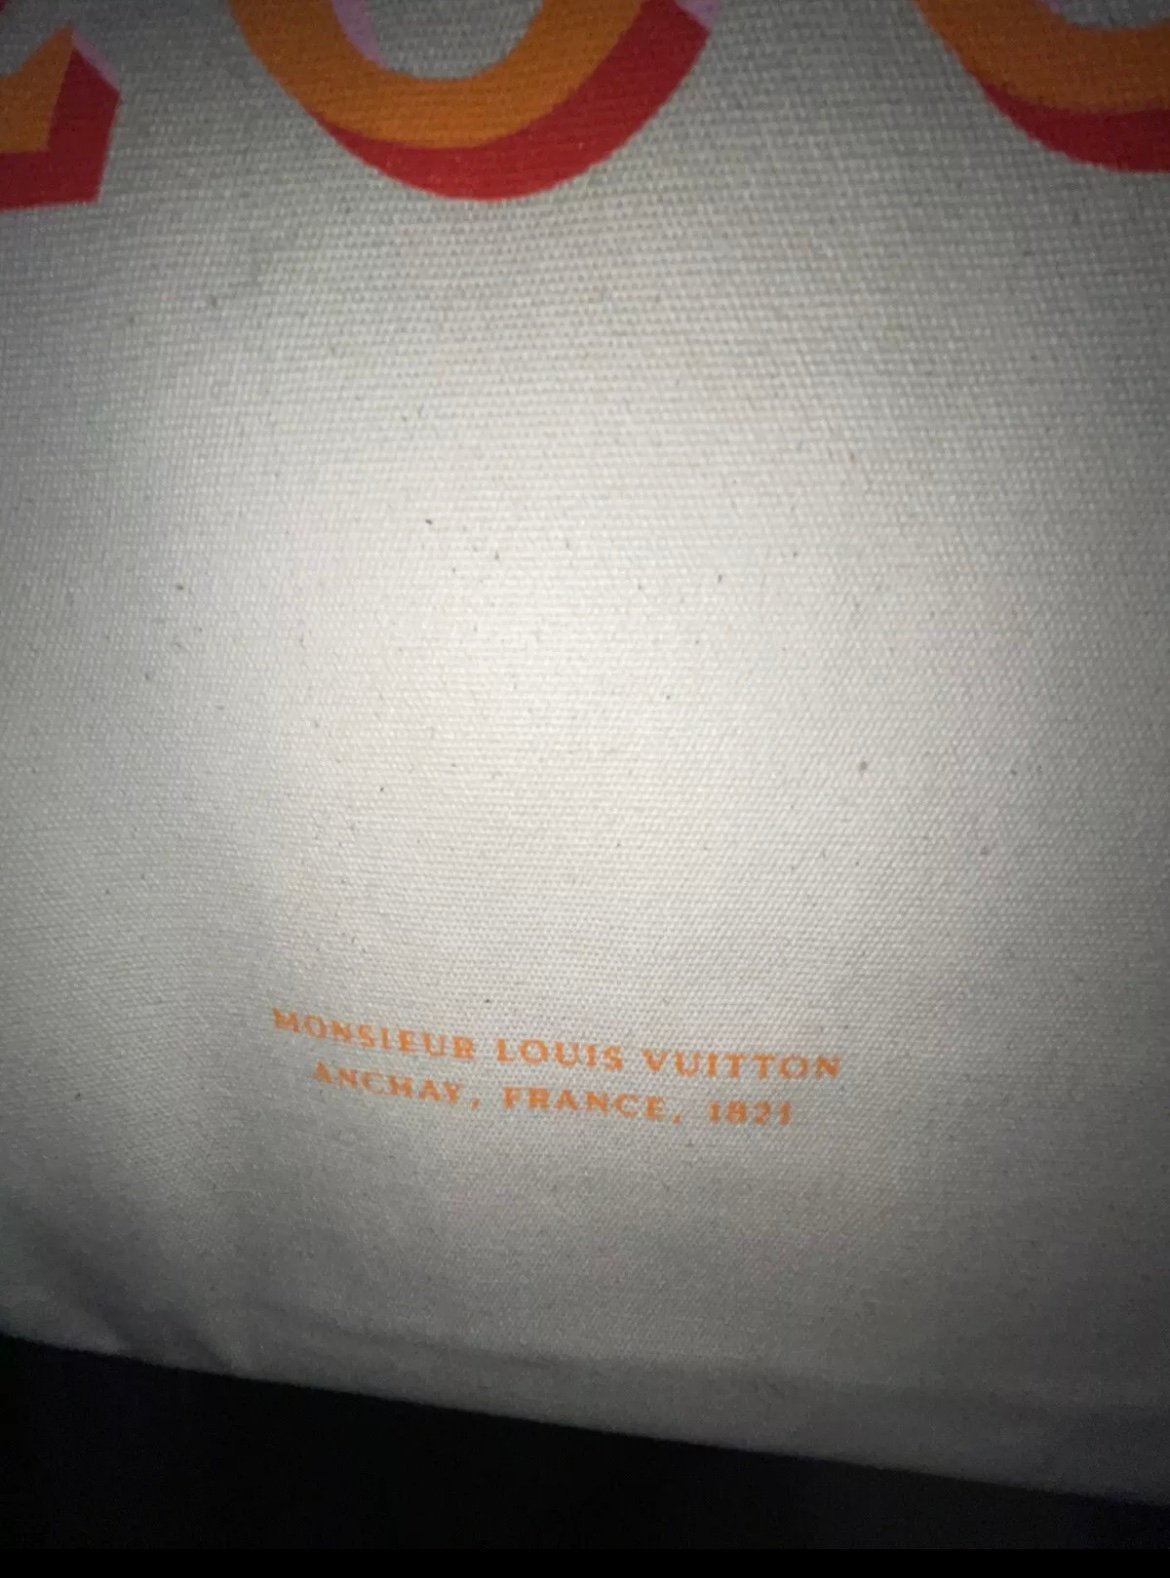 MONSIEUR LOUIS VUITTON
ANCHAY, FRANCE, 1821